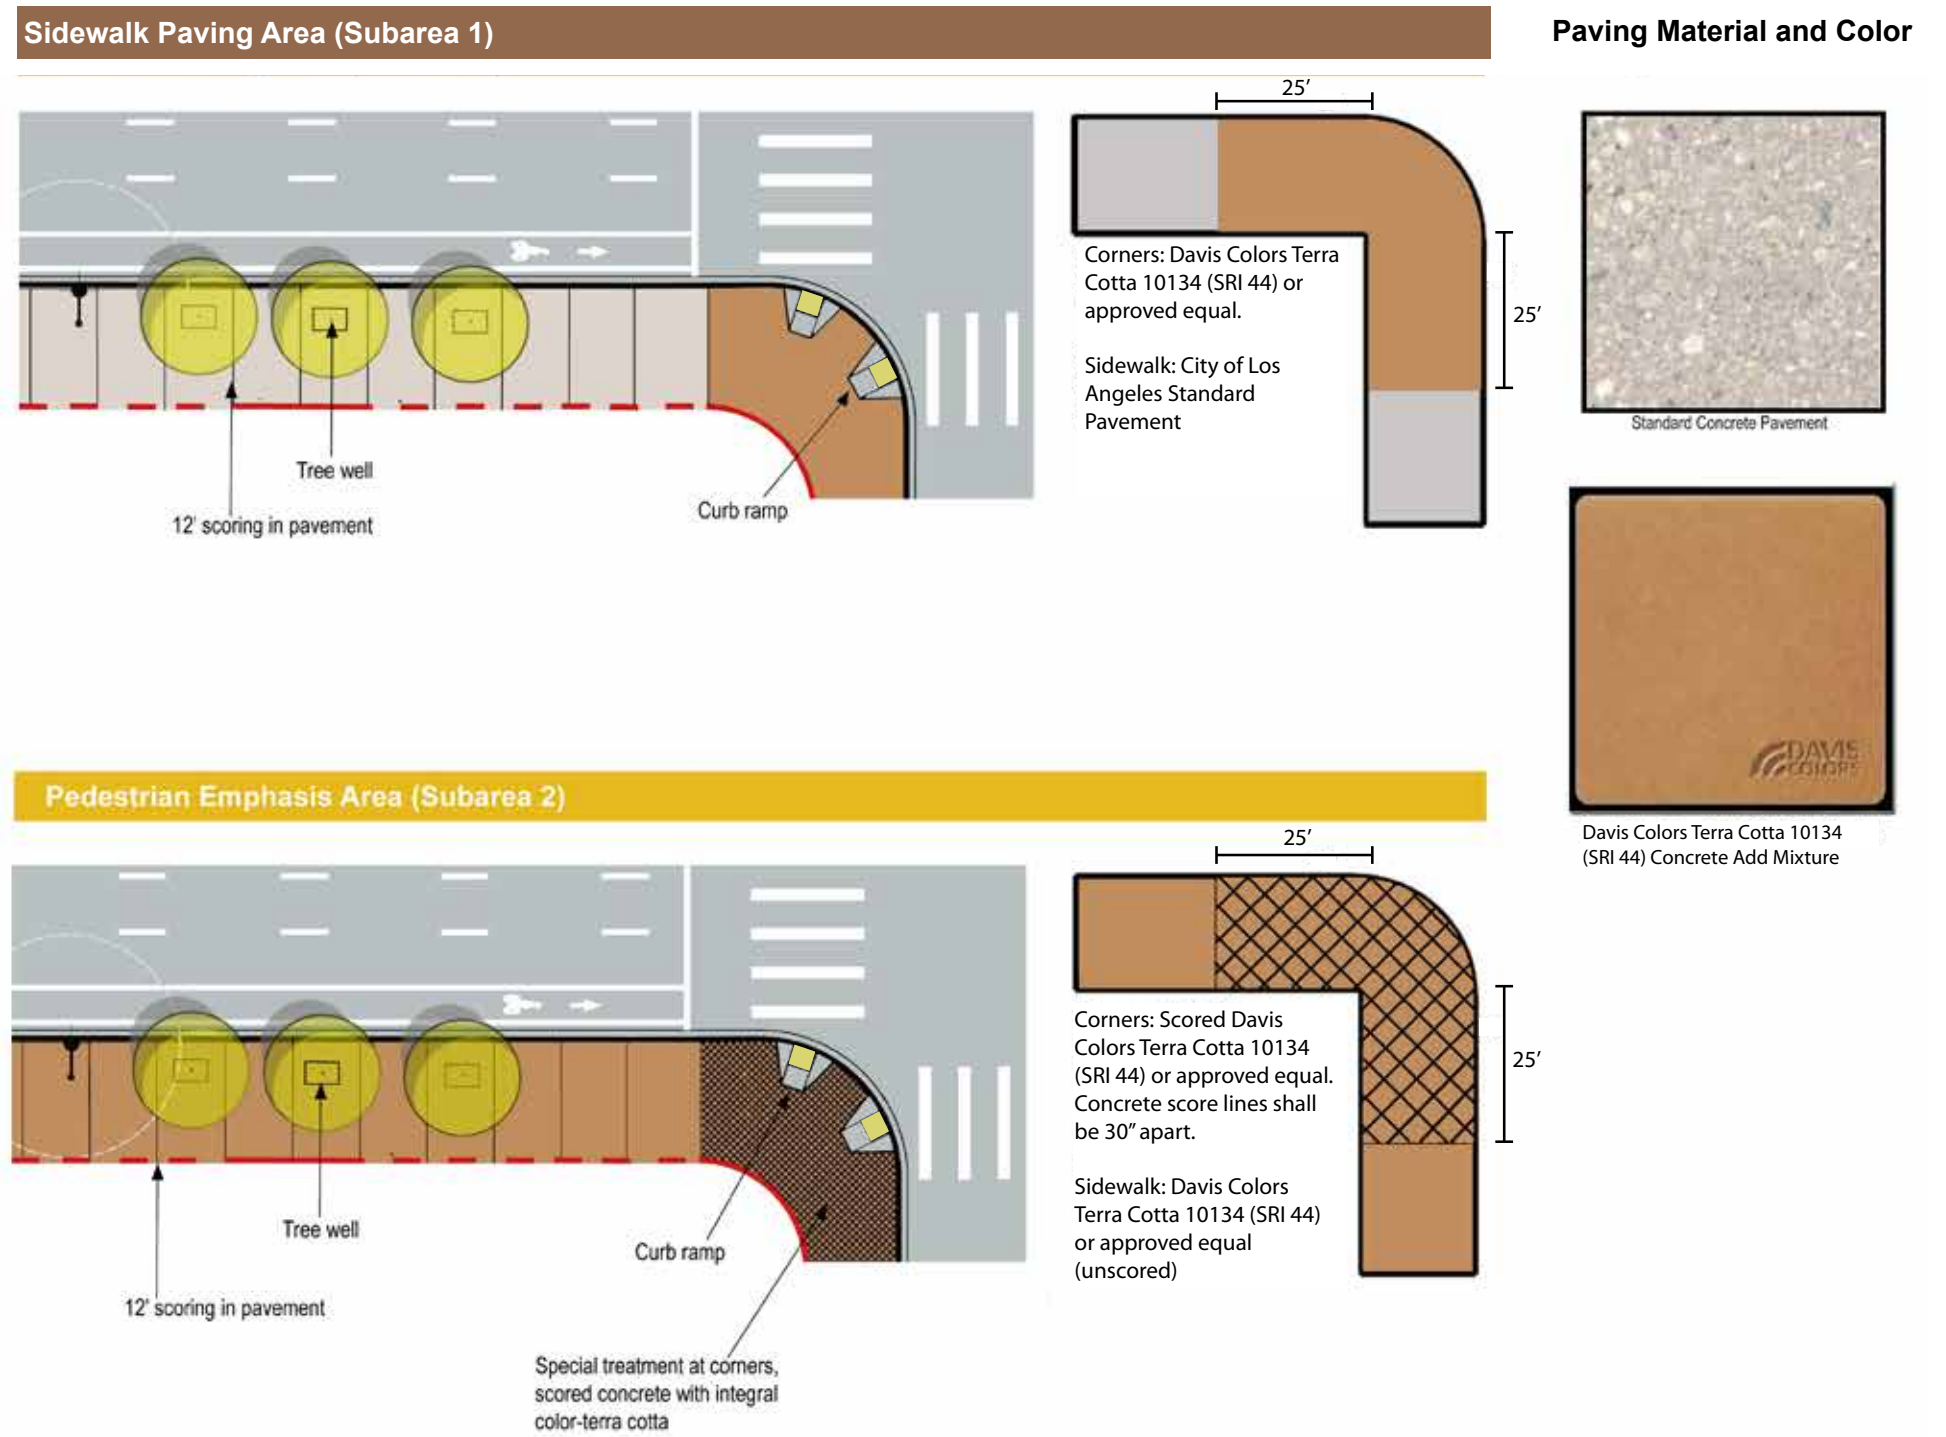 Sidewalk Paving Area (Subarea 1)
Paving Material and Color
25’
Corners: Davis Colors Terra
Cotta 10134 (SRI 44) or
approved equal.
Sidewalk: City of Los
Angeles Standard
Pavement
25’
Tree well
12' scoring in pavement
Curb ramp
Standard Concrete Pavement
DAVIS
COLORS
Davis Colors Terra Cotta 10134
(SRI 44) Concrete Add Mixture
Pedestrian Emphasis Area (Subarea 2)
25’
Corners: Scored Davis
Colors Terra Cotta 10134
(SRI 44) or approved equal.
Concrete score lines shall
be 30” apart.
Sidewalk: Davis Colors
Terra Cotta 10134 (SRI 44)
or approved equal
(unscored)
25’
Tree well
Curb ramp
12' scoring in pavement
Special treatment at corners,
scored concrete with integral
color-terra cotta